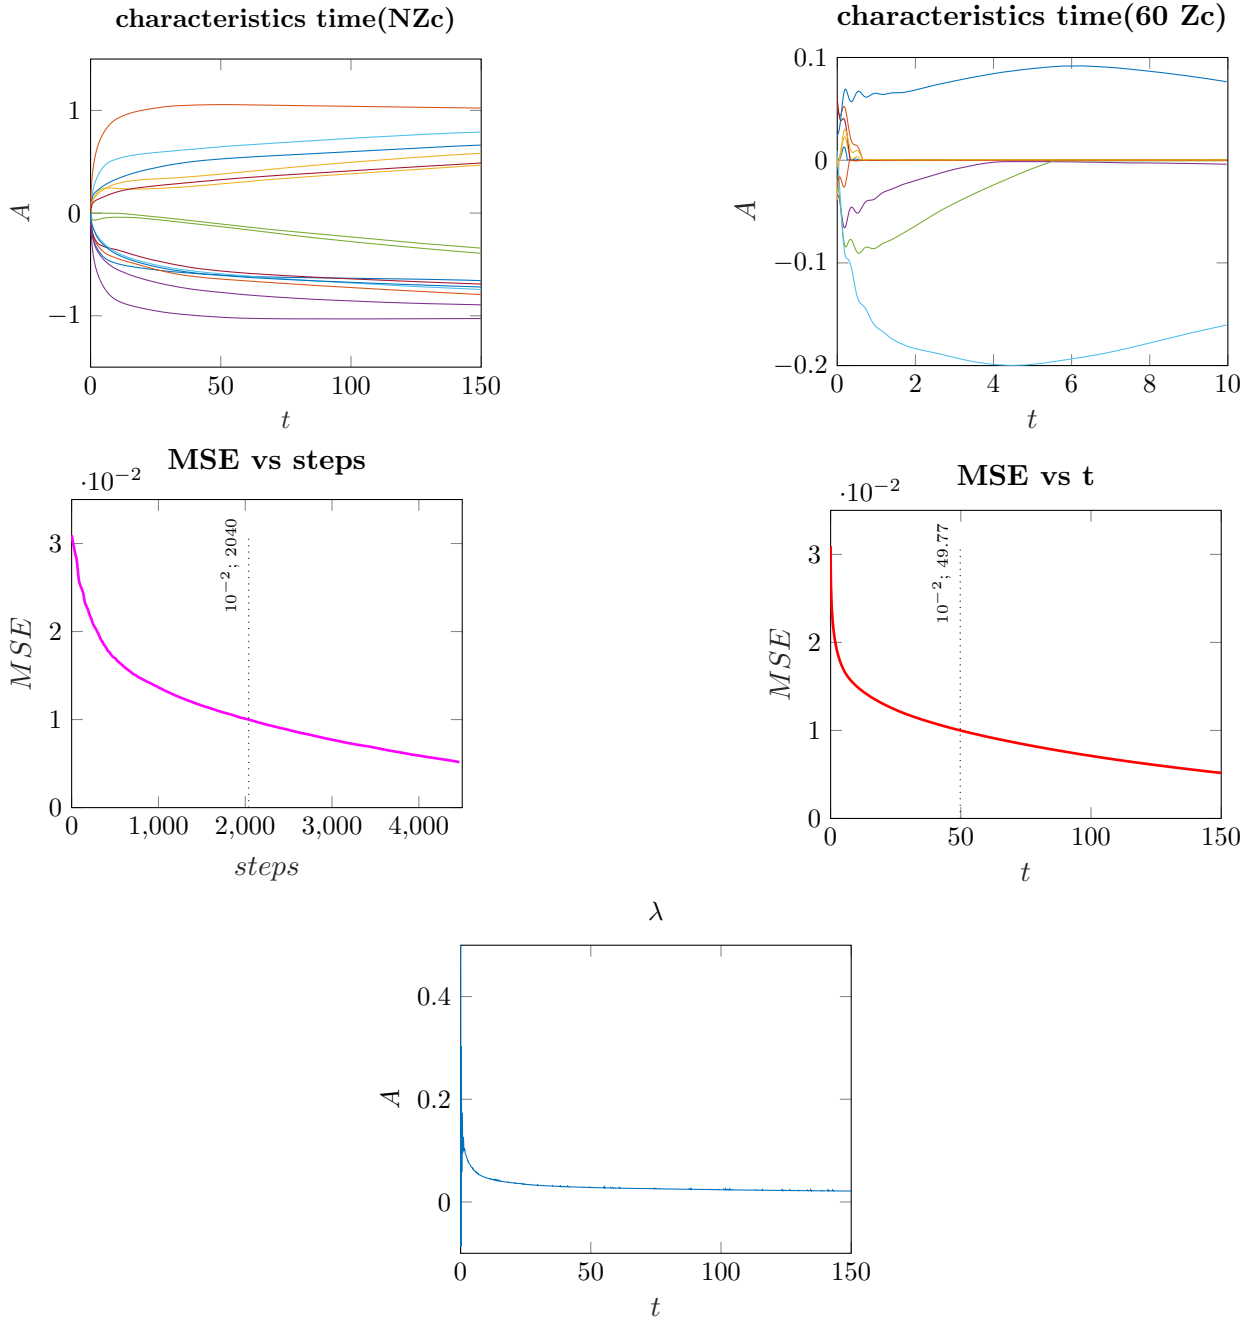 characteristics time(NZc)
A
1
0
−1
0 50 100 150
t
characteristics time(60 Zc)
A
0.1
0
−0.1
−0.2
0 2 4 6 8 10
t
MSE vs steps
·10−2
MSE
3
2
1
0
10−2; 2040
0 1,000 2,000 3,000 4,000
steps
MSE vs t
·10−2
MSE
3
2
1
0
10−2; 49.77
0 50 100 150
t
λ
A
0.4
0.2
0
0 50 100 150
t